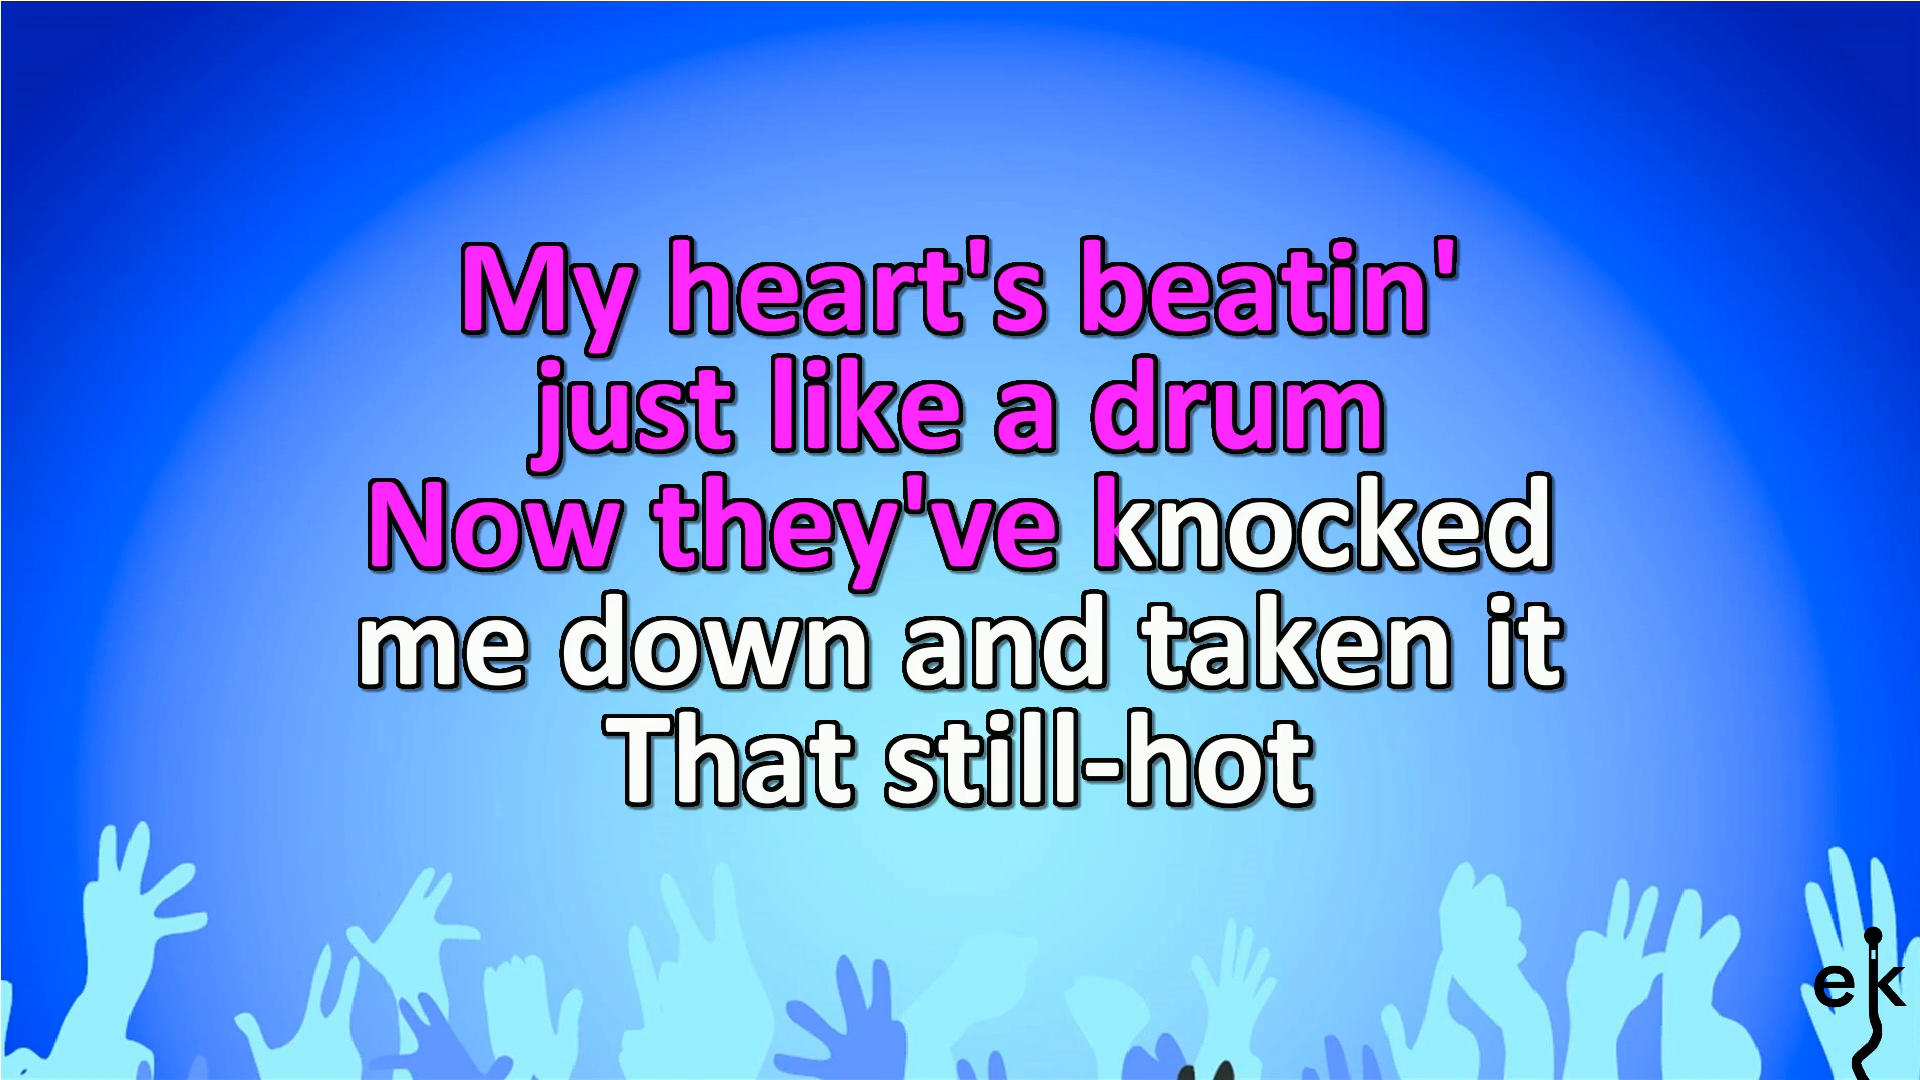 My heart's beatin'
just like a drum
Now they've knocked
me down and taken it
That still-hot
ek